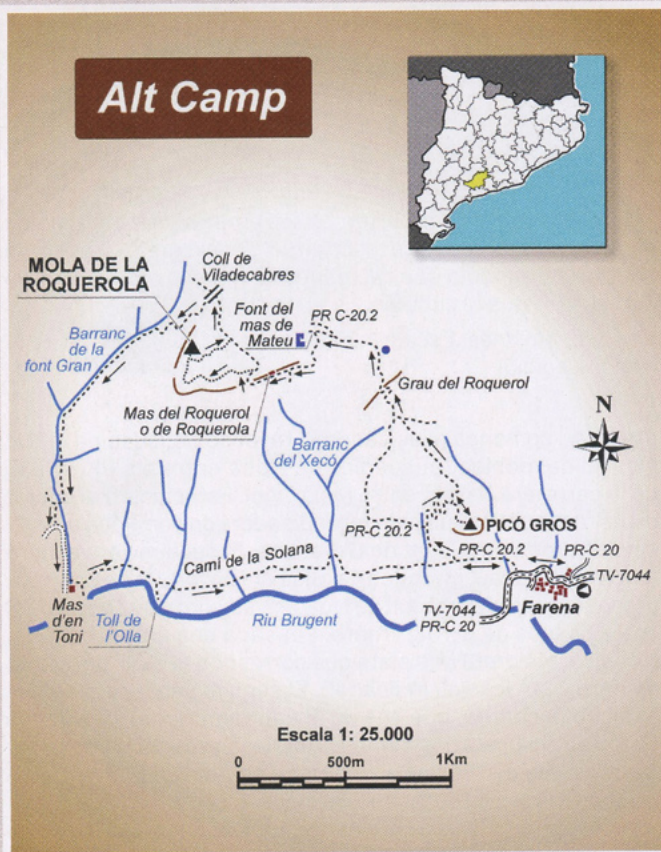 Alt Camp
MOLA DE LA
ROQUEROLA
Coll de
Viladecabres
Barranc
de la
font Gran
Font del
mas de
Mateu
PR C-20.2
Mas del Roquerol
o de Roquerola
Grau del Roquerol
N
Barranc
del Xecó
PICÓ GROS
PR-C 20.2
PR-C 20.2
PR-C 20
TV-7044
Camí de la Solana
Mas
d'en
Toni
Toll de
l'Olla
Riu Brugent
TV-7044
PR-C 20
Farena
Escala 1: 25.000
0
500m
1Km